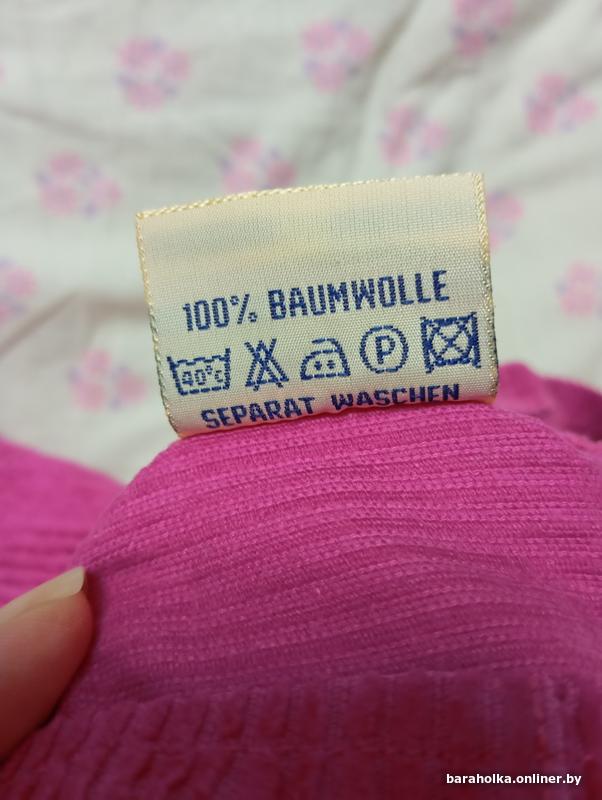 100% BAUMWOLLE
40°C P
SEPARAT WASCHEN
baraholka.onliner.by